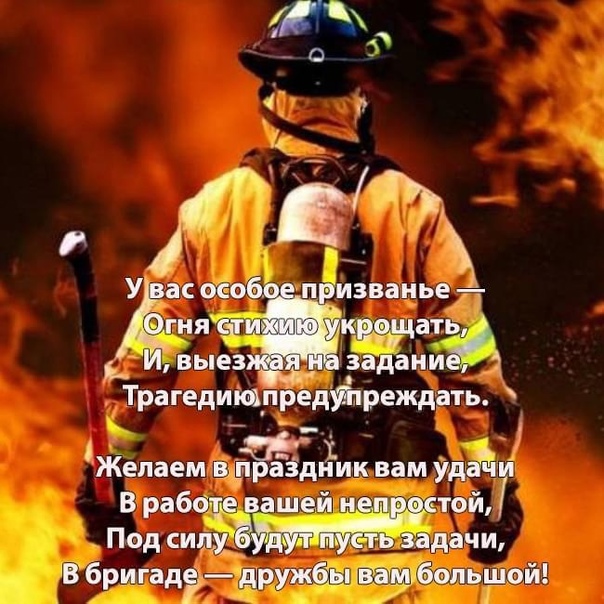 У вас особое призванье —
Огня стихию укрощать,
И, выезжая на задание,
Трагедию предупреждать.
Желаем в праздник вам удачи
В работе вашей непростой,
Под силу будут пусть задачи,
В бригаде — дружбы вам большой!